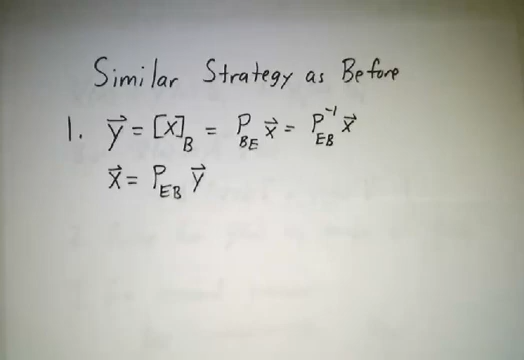 Similar Strategy as Before
1. y⃗ = [x]_B = P_BE x⃗ = P_EB^-1 x⃗
x⃗ = P_EB y⃗